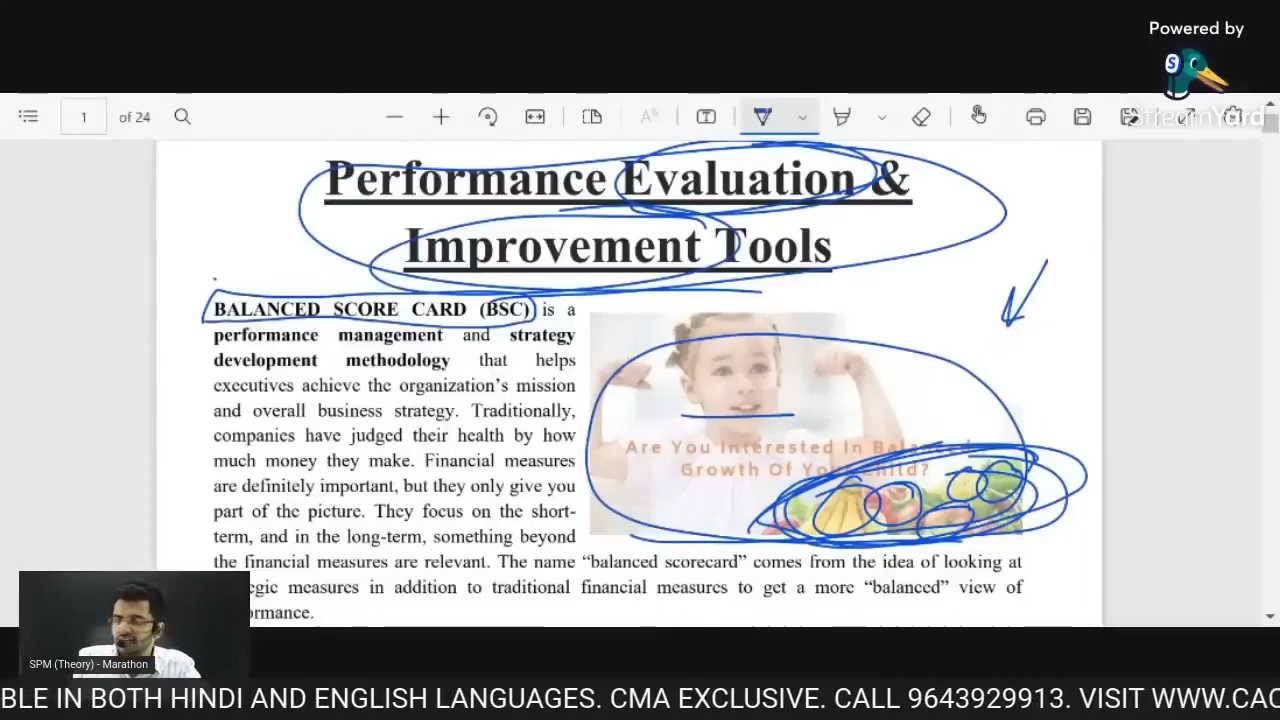 Powered by
S
StreamYard
1 of 24
Performance Evaluation &
Improvement Tools
BALANCED SCORE CARD (BSC) is a
performance management and strategy
development methodology that helps
executives achieve the organization's mission
and overall business strategy. Traditionally,
companies have judged their health by how
much money they make. Financial measures
are definitely important, but they only give you
part of the picture. They focus on the short-
term, and in the long-term, something beyond
the financial measures are relevant. The name “balanced scorecard” comes from the idea of looking at
measures in addition to traditional financial measures to get a more “balanced” view of
Are You Interested In Balanced
Growth Of Your Child?
SPM (Theory) - Marathon
BLE IN BOTH HINDI AND ENGLISH LANGUAGES. CMA EXCLUSIVE. CALL 9643929913. VISIT WWW.CAC